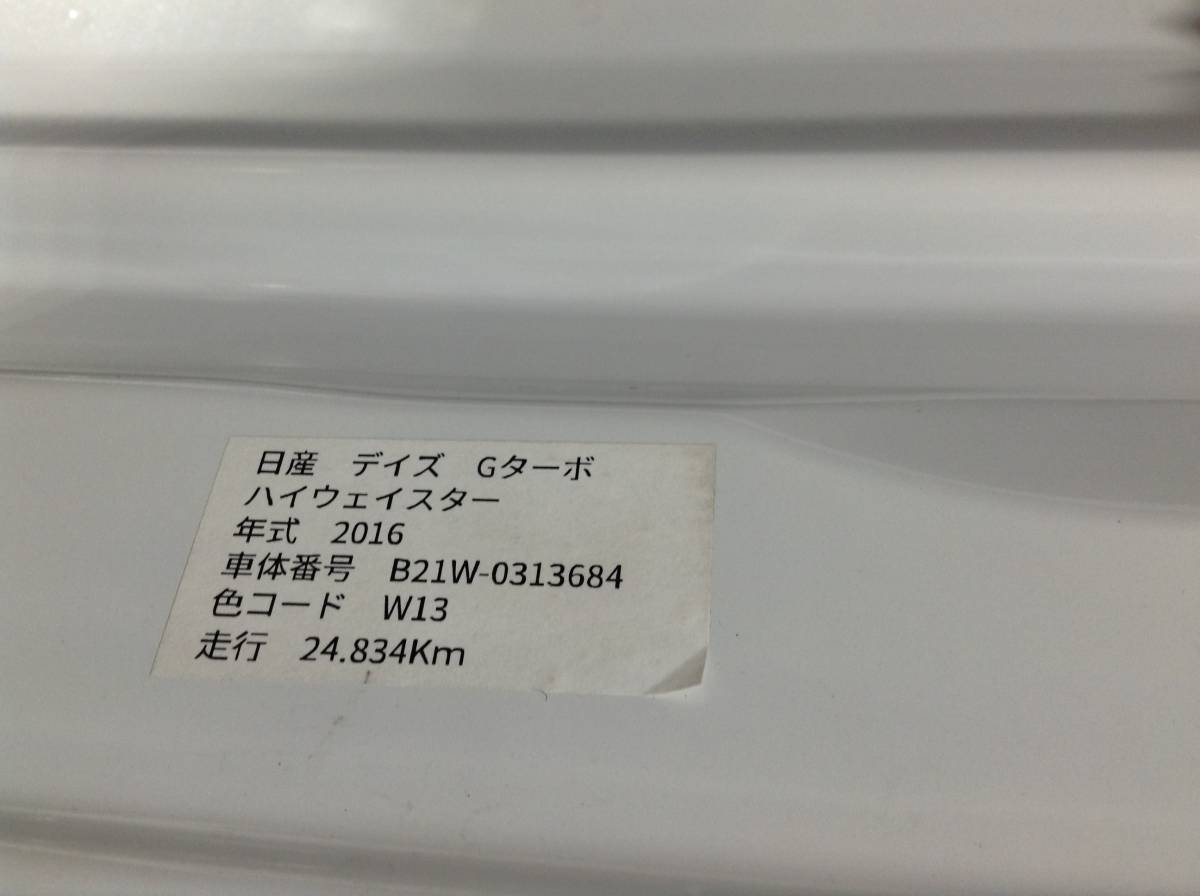 日産　デイズ　Gターボ
ハイウェイスター
年式　2016
車体番号　B21W-0313684
色コード　W13
走行　24.834Km